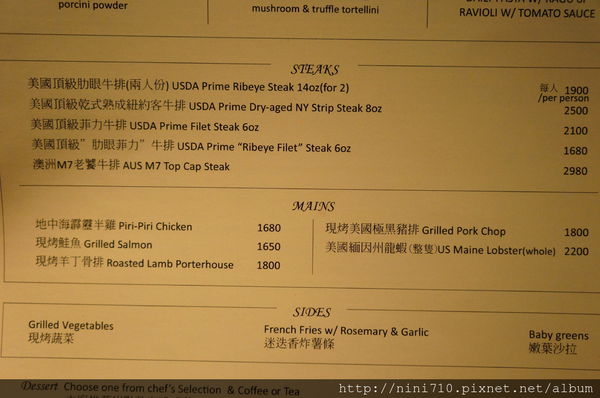 porcini powder
mushroom & truffle tortellini
RAVIOLI W/ TOMATO SAUCE
STEAKS
美國頂級肋眼牛排(兩人份) USDA Prime Ribeye Steak 14oz(for 2) 每人 1900
/per person
美國頂級乾式熟成紐約客牛排 USDA Prime Dry-aged NY Strip Steak 8oz 2500
美國頂級菲力牛排 USDA Prime Filet Steak 6oz 2100
美國頂級”肋眼菲力”牛排 USDA Prime “Ribeye Filet” Steak 6oz 1680
澳洲M7老饕牛排 AUS M7 Top Cap Steak 2980
MAINS
地中海霹靂半雞 Piri-Piri Chicken 1680
現烤鮭魚 Grilled Salmon 1650
現烤羊丁骨排 Roasted Lamb Porterhouse 1800
現烤美國極黑豬排 Grilled Pork Chop 1800
美國緬因州龍蝦(整隻)US Maine Lobster(whole) 2200
SIDES
Grilled Vegetables
現烤蔬菜
French Fries w/ Rosemary & Garlic
迷迭香炸薯條
Baby greens
嫩葉沙拉
Dessert Choose one from chef's Selection & Coffee or Tea
http://nini710.pixnet.net/album